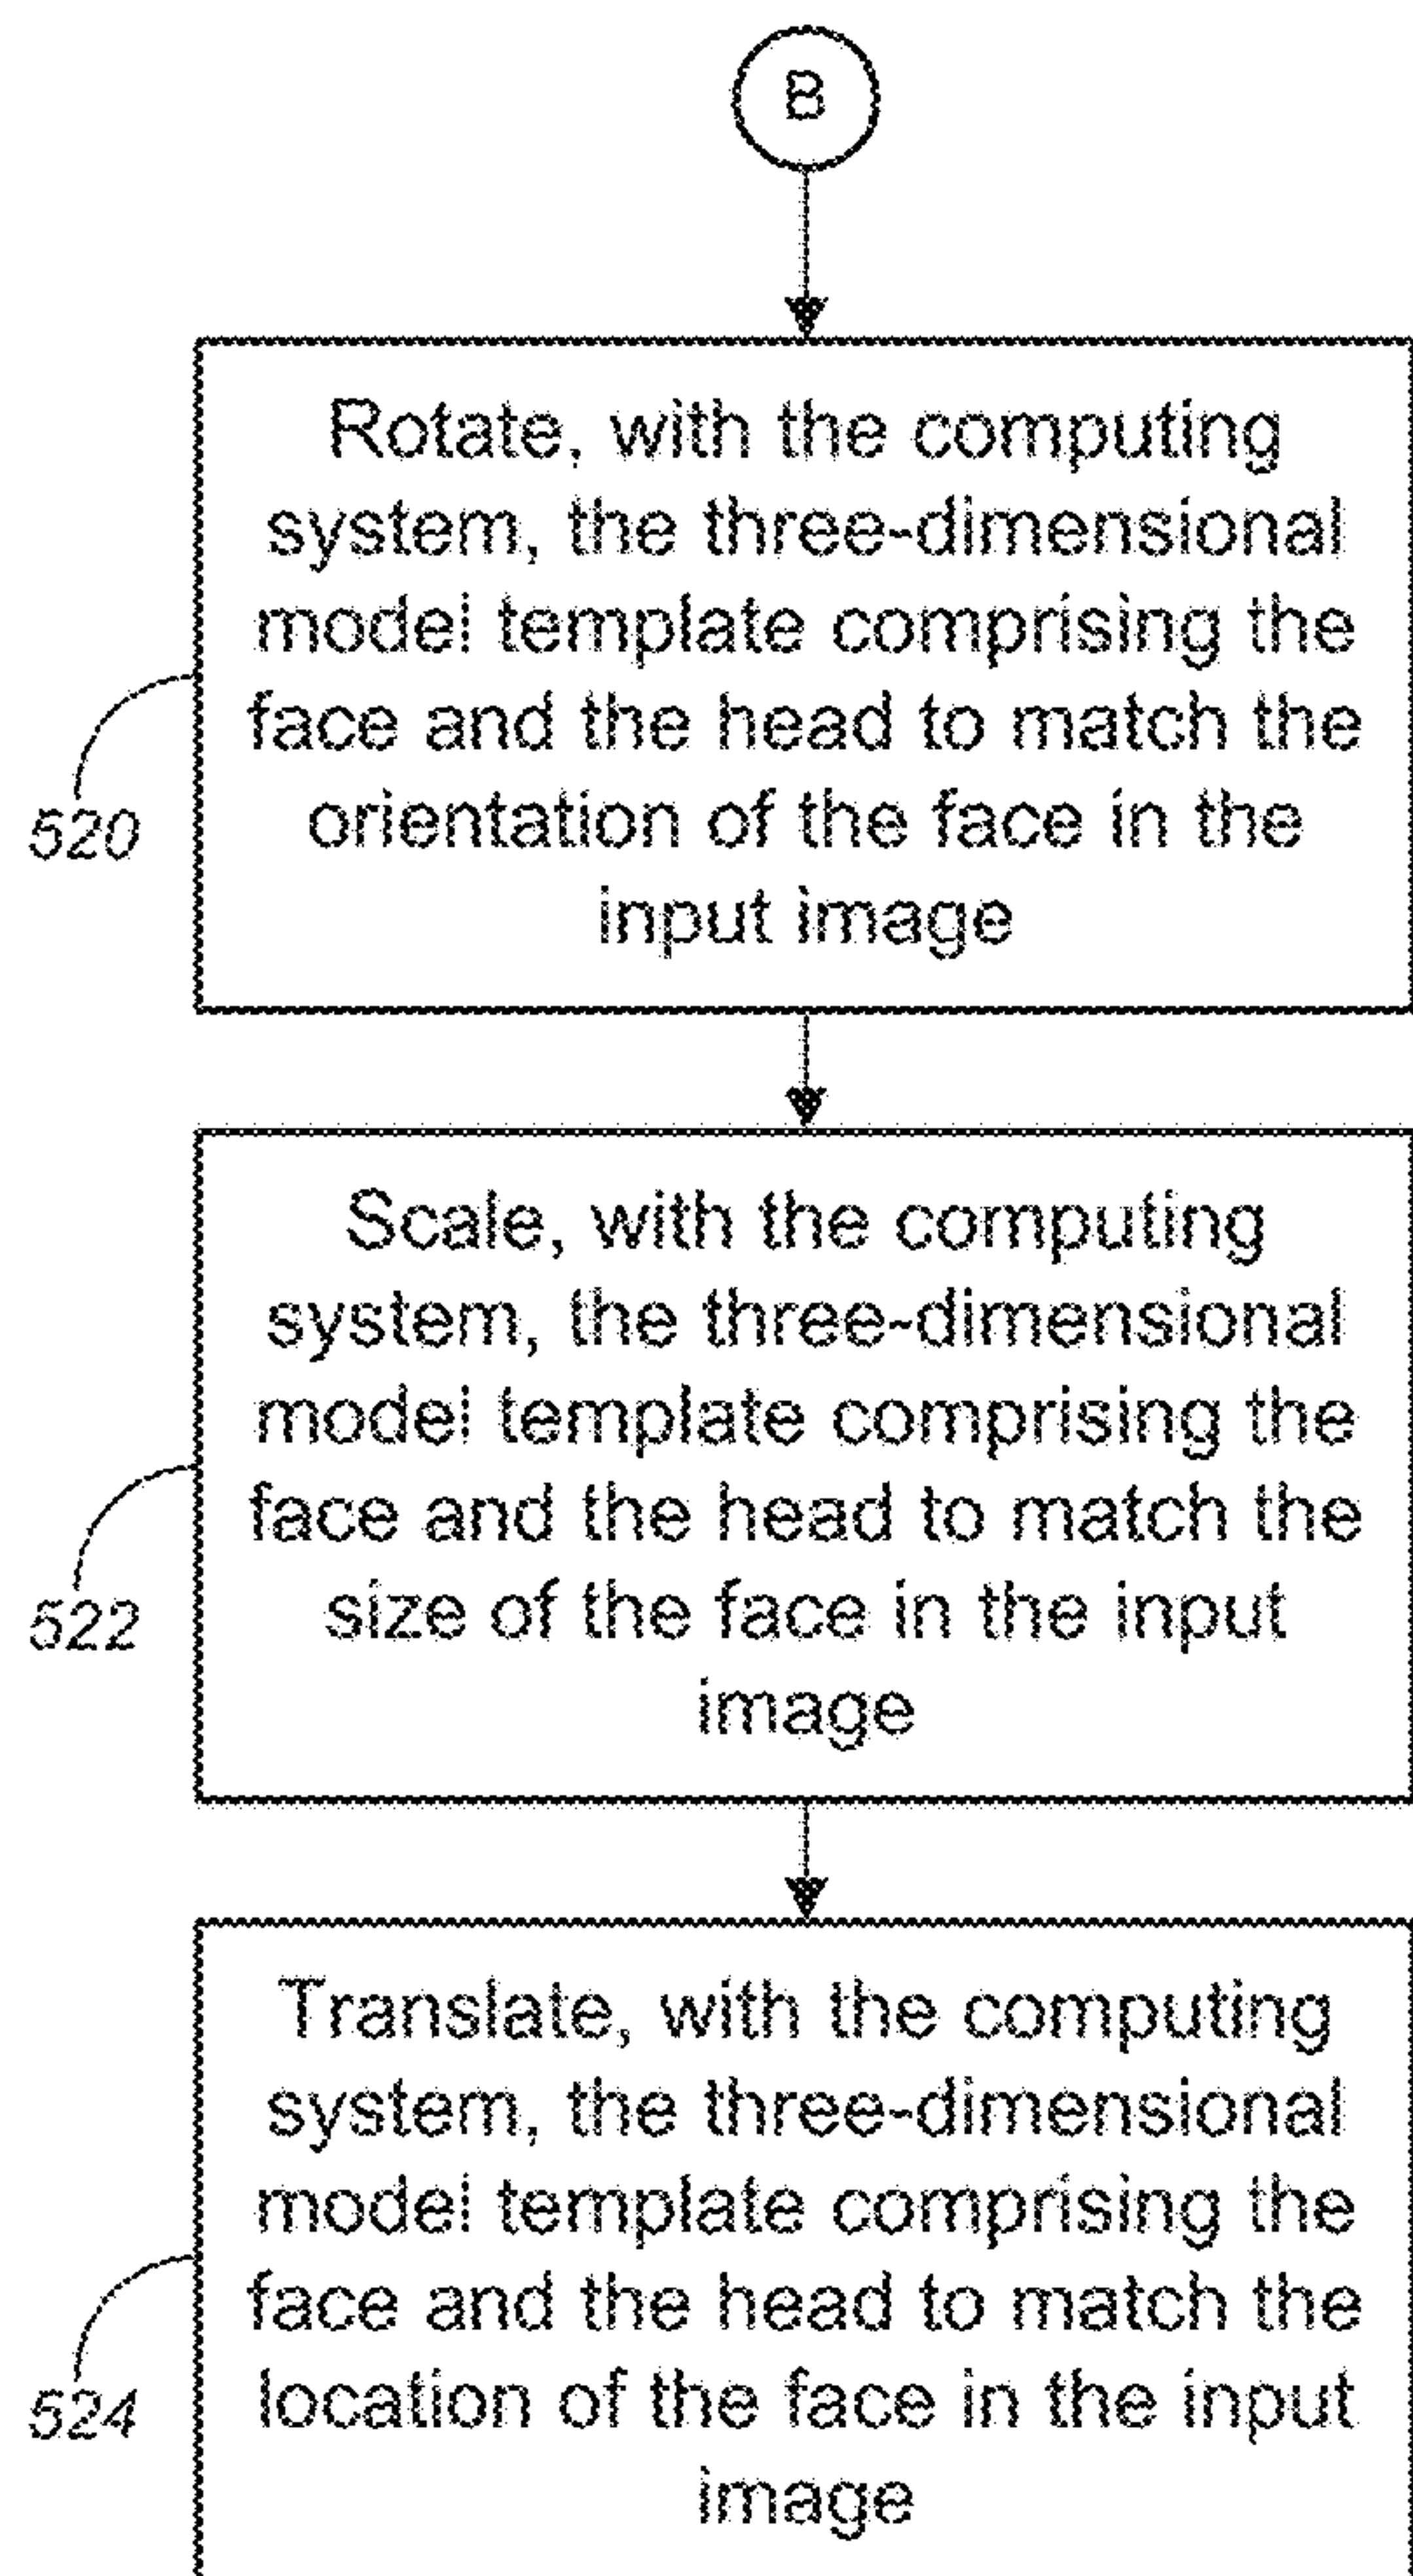 B
Rotate, with the computing
system, the three-dimensional
model template comprising the
face and the head to match the
orientation of the face in the
input image
520
Scale, with the computing
system, the three-dimensional
model template comprising the
face and the head to match the
size of the face in the input
image
522
Translate, with the computing
system, the three-dimensional
model template comprising the
face and the head to match the
location of the face in the input
image
524